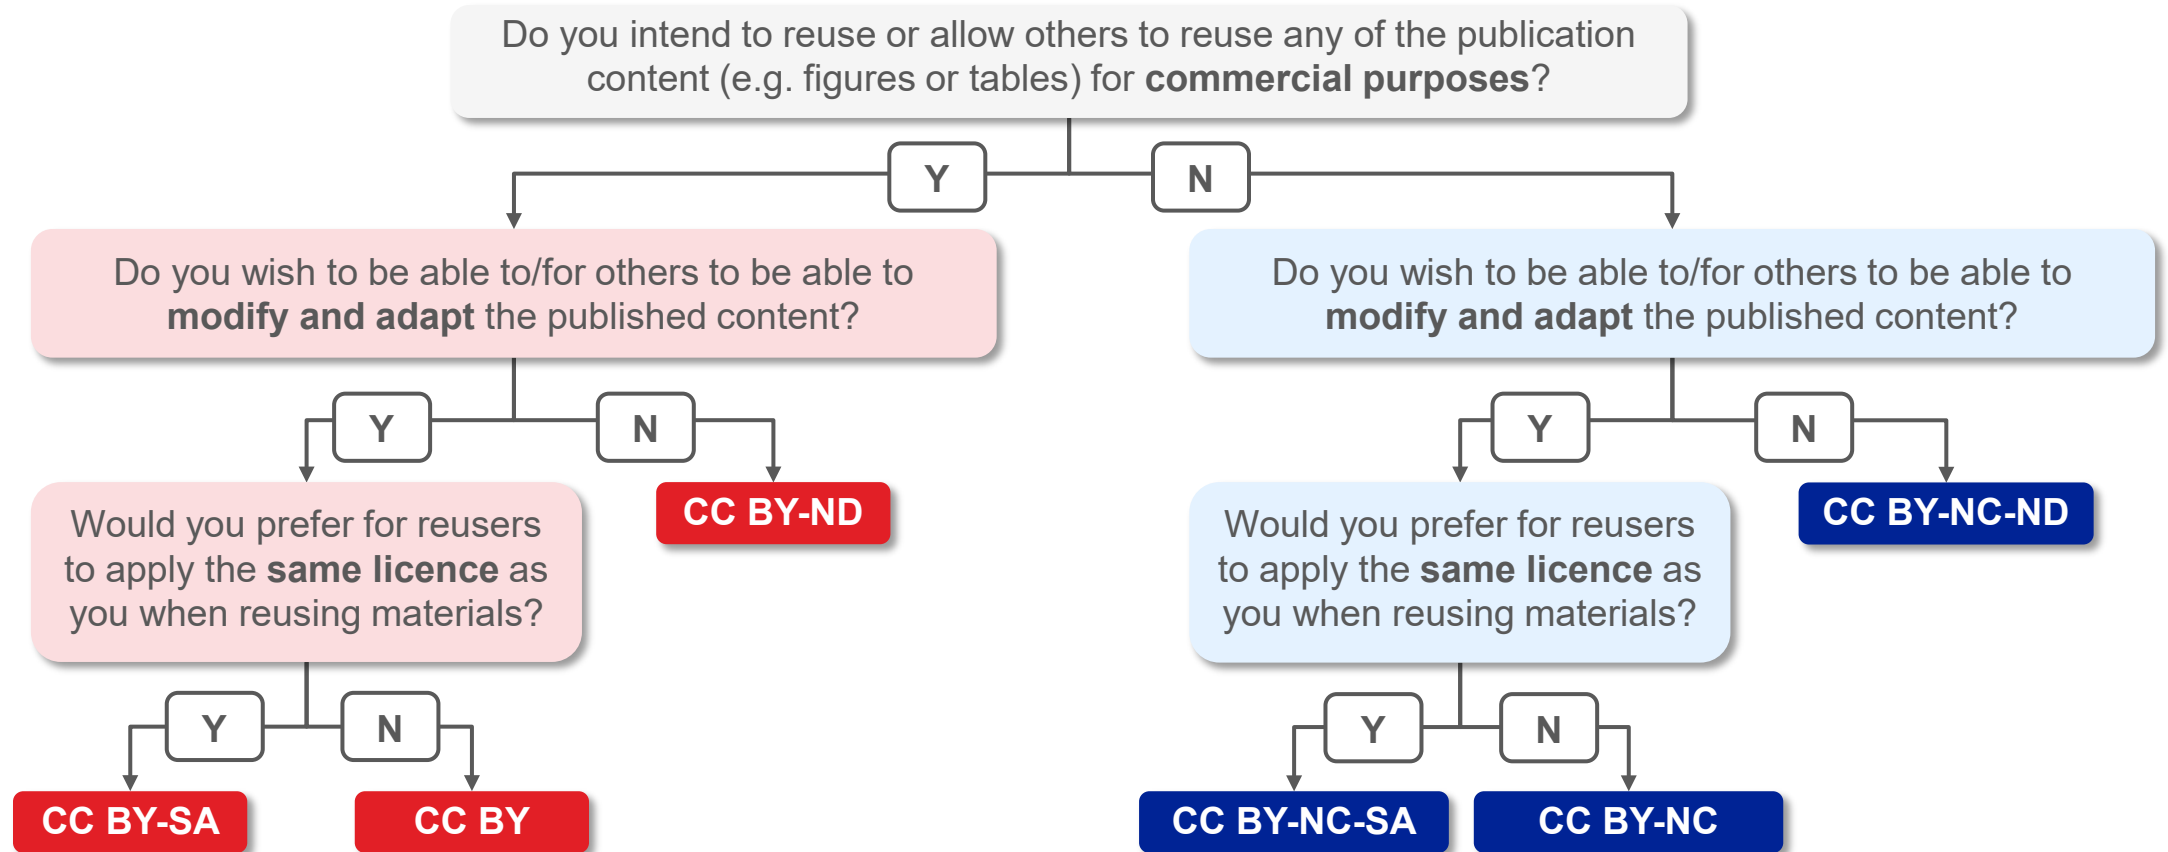 Do you intend to reuse or allow others to reuse any of the publication
content (e.g. figures or tables) for commercial purposes?
Y
N
Do you wish to be able to/for others to be able to
modify and adapt the published content?
Do you wish to be able to/for others to be able to
modify and adapt the published content?
Y
N
Y
N
Would you prefer for reusers
to apply the same licence as
you when reusing materials?
CC BY-ND
Would you prefer for reusers
to apply the same licence as
you when reusing materials?
CC BY-NC-ND
Y
N
Y
N
CC BY-SA
CC BY
CC BY-NC-SA
CC BY-NC